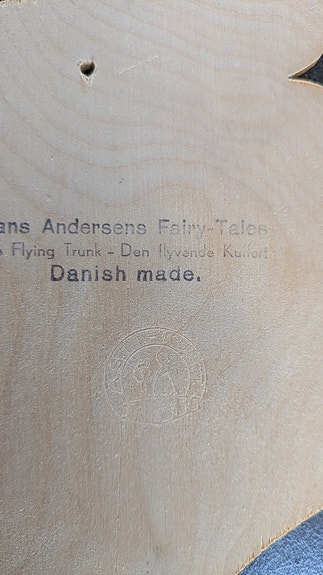 ans Andersens Fairy-Tales
Flying Trunk - Den flyvende Kuffert
Danish made.